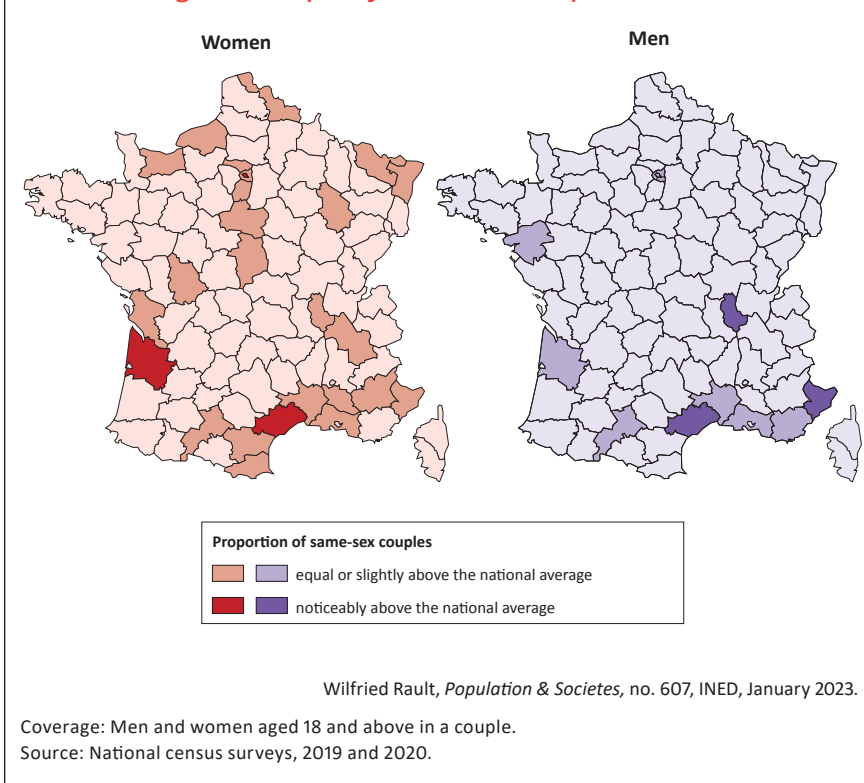 Women
Men
Proportion of same-sex couples
equal or slightly above the national average
noticeably above the national average
Wilfried Rault, Population & Societes, no. 607, INED, January 2023.
Coverage: Men and women aged 18 and above in a couple.
Source: National census surveys, 2019 and 2020.